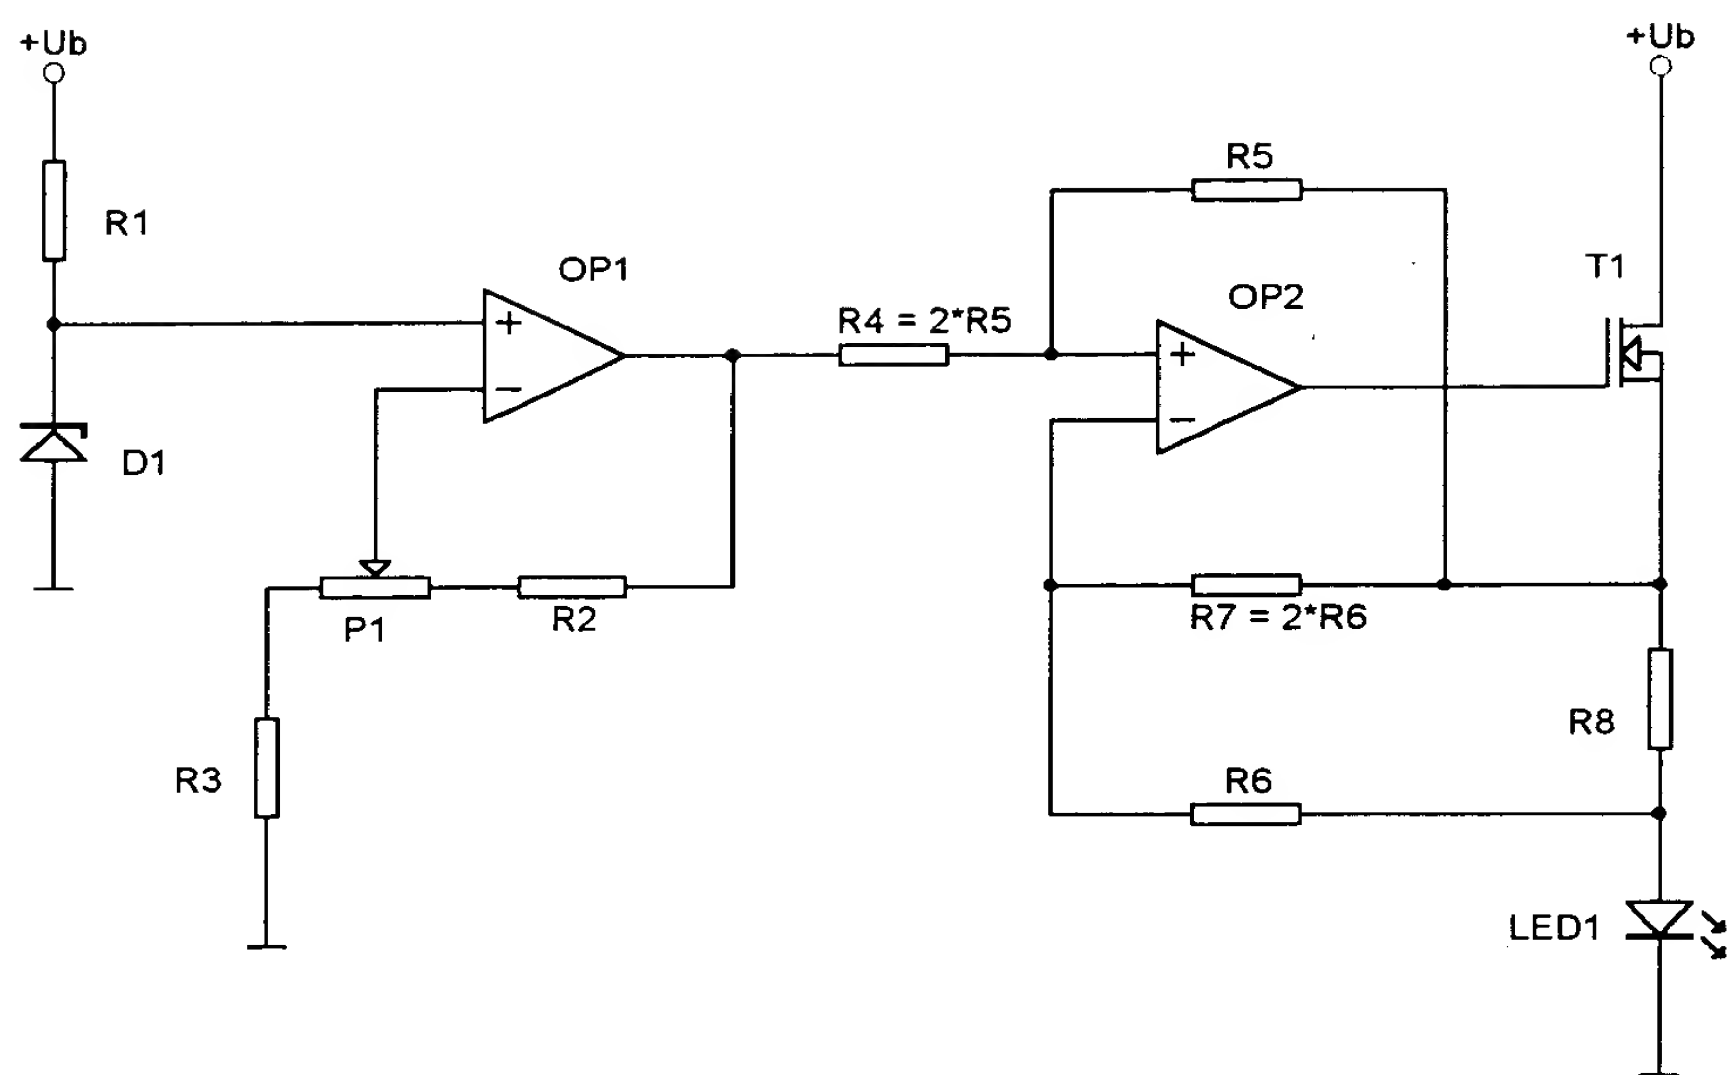 +Ub
+Ub
R5
R1
OP1
T1
OP2
R4 = 2*R5
+
+
-
-
D1
P1
R2
R7 = 2*R6
R8
R3
R6
LED1